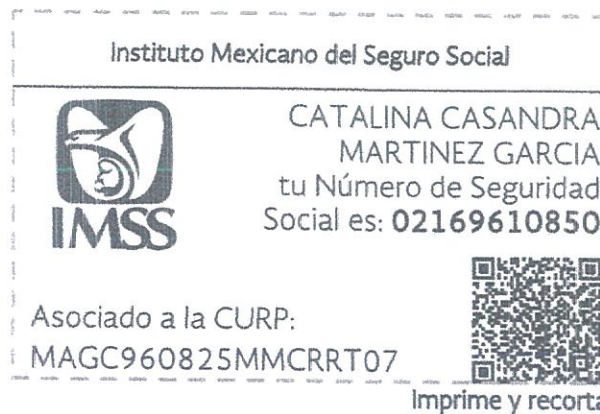 Instituto Mexicano del Seguro Social
IMSS
CATALINA CASANDRA
MARTINEZ GARCIA
tu Número de Seguridad
Social es: 02169610850
Asociado a la CURP:
MAGC960825MMCRRT07
Imprime y recorta